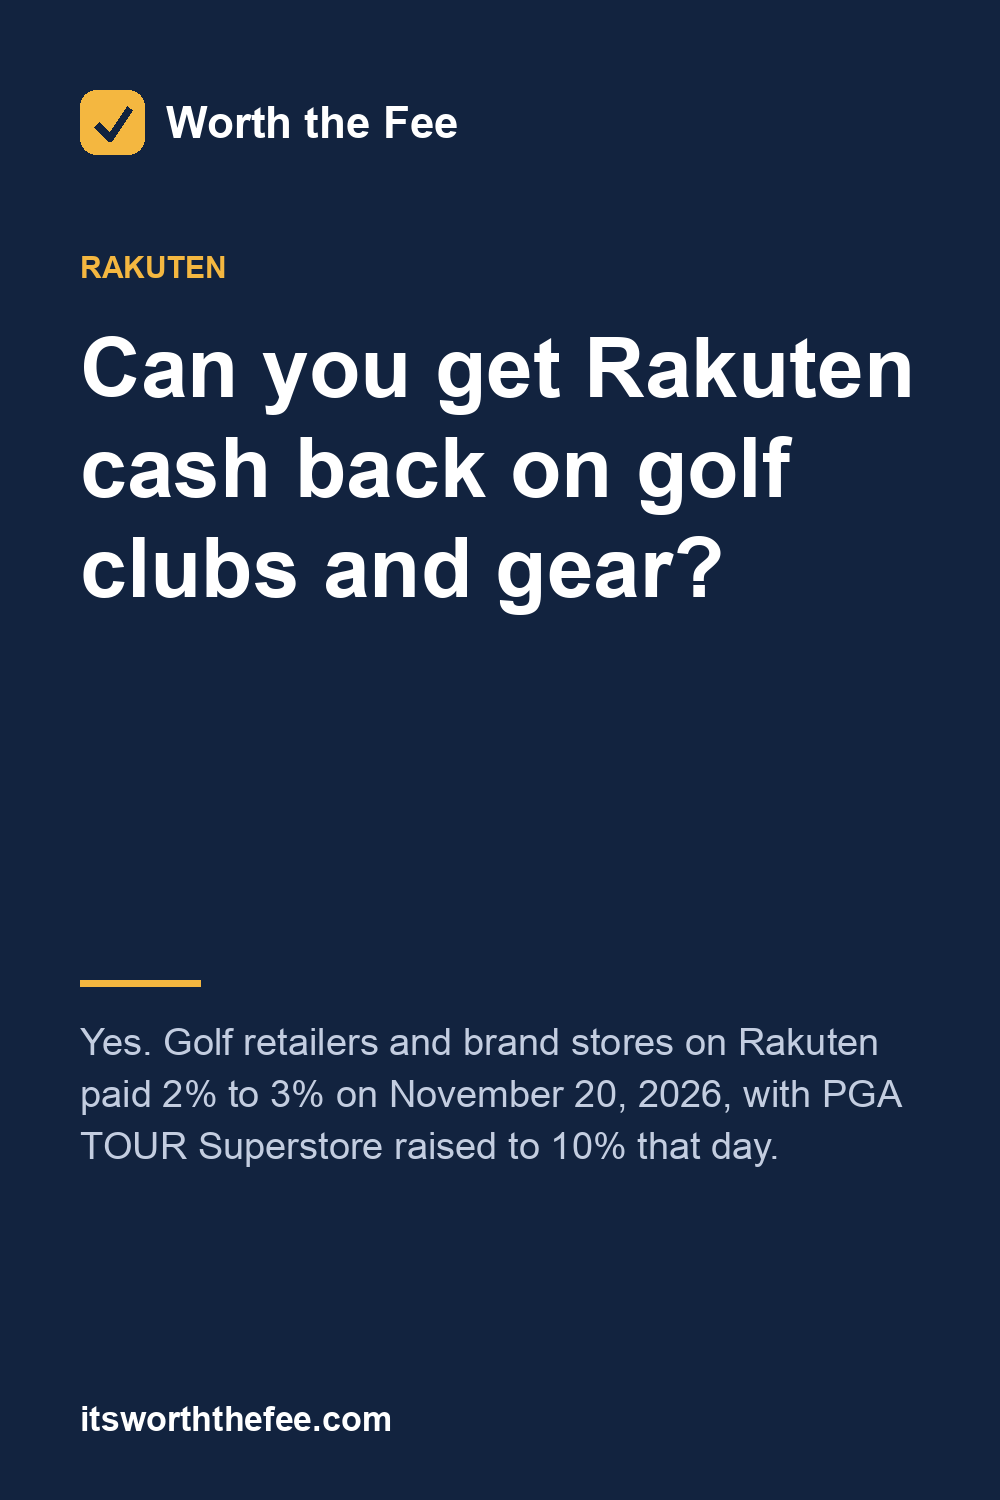 Worth the Fee
RAKUTEN
Can you get Rakuten
cash back on golf
clubs and gear?
Yes. Golf retailers and brand stores on Rakuten
paid 2% to 3% on November 20, 2026, with PGA
TOUR Superstore raised to 10% that day.
itsworththefee.com